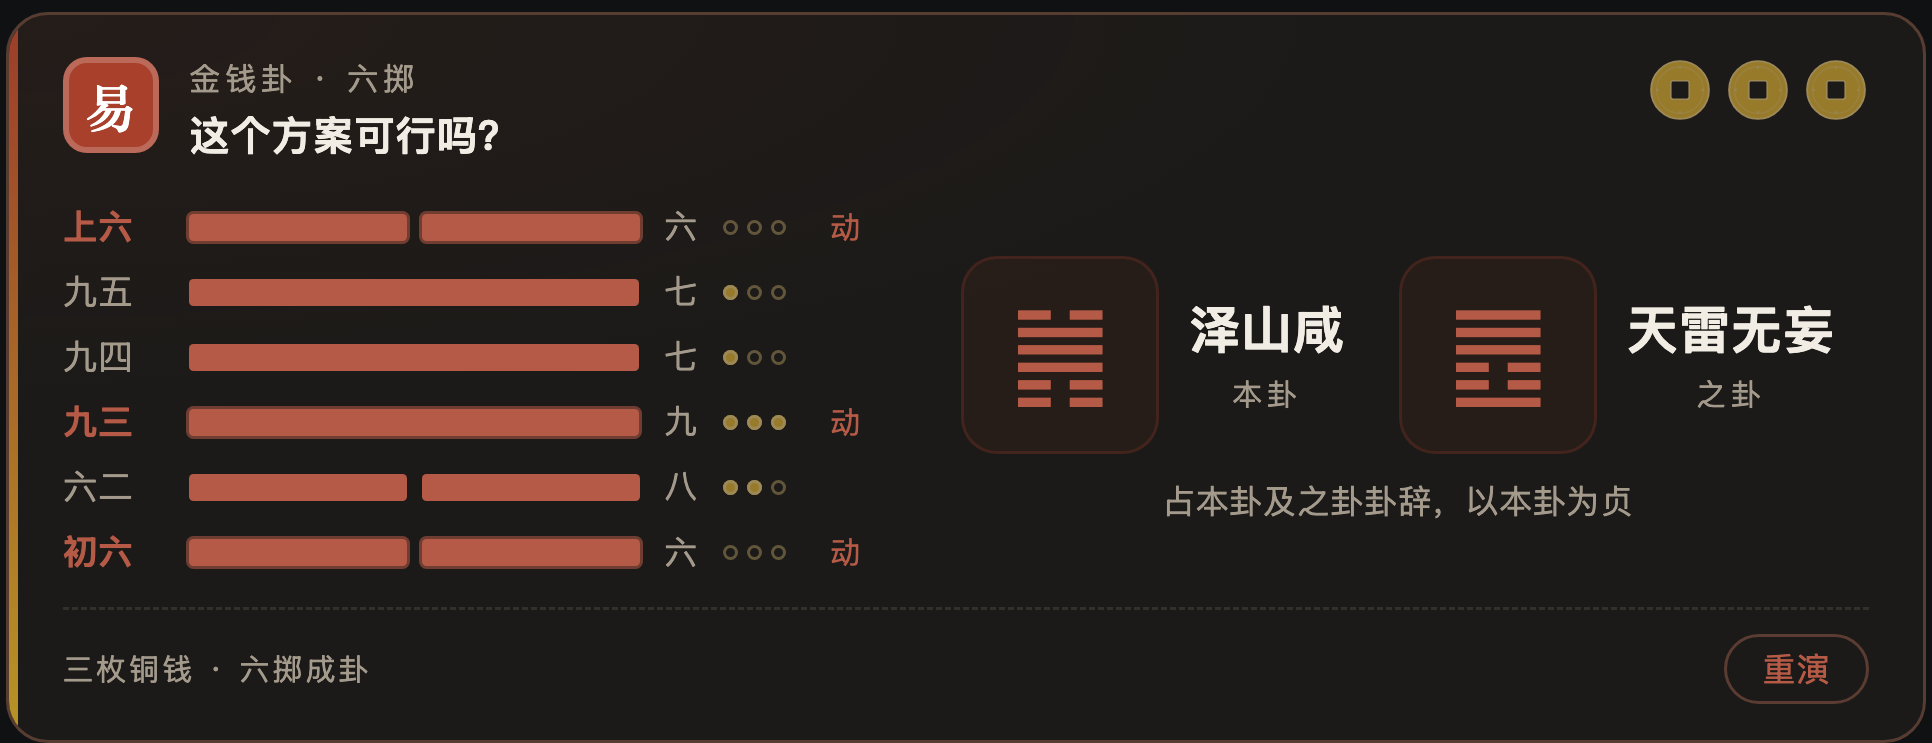 易
金钱卦 · 六掷
这个方案可行吗?
上六 六 动
九五 七
九四 七
九三 九 动
六二 八
初六 六 动
泽山咸
本卦
天雷无妄
之卦
占本卦及之卦卦辞，以本卦为贞
三枚铜钱 · 六掷成卦
重演